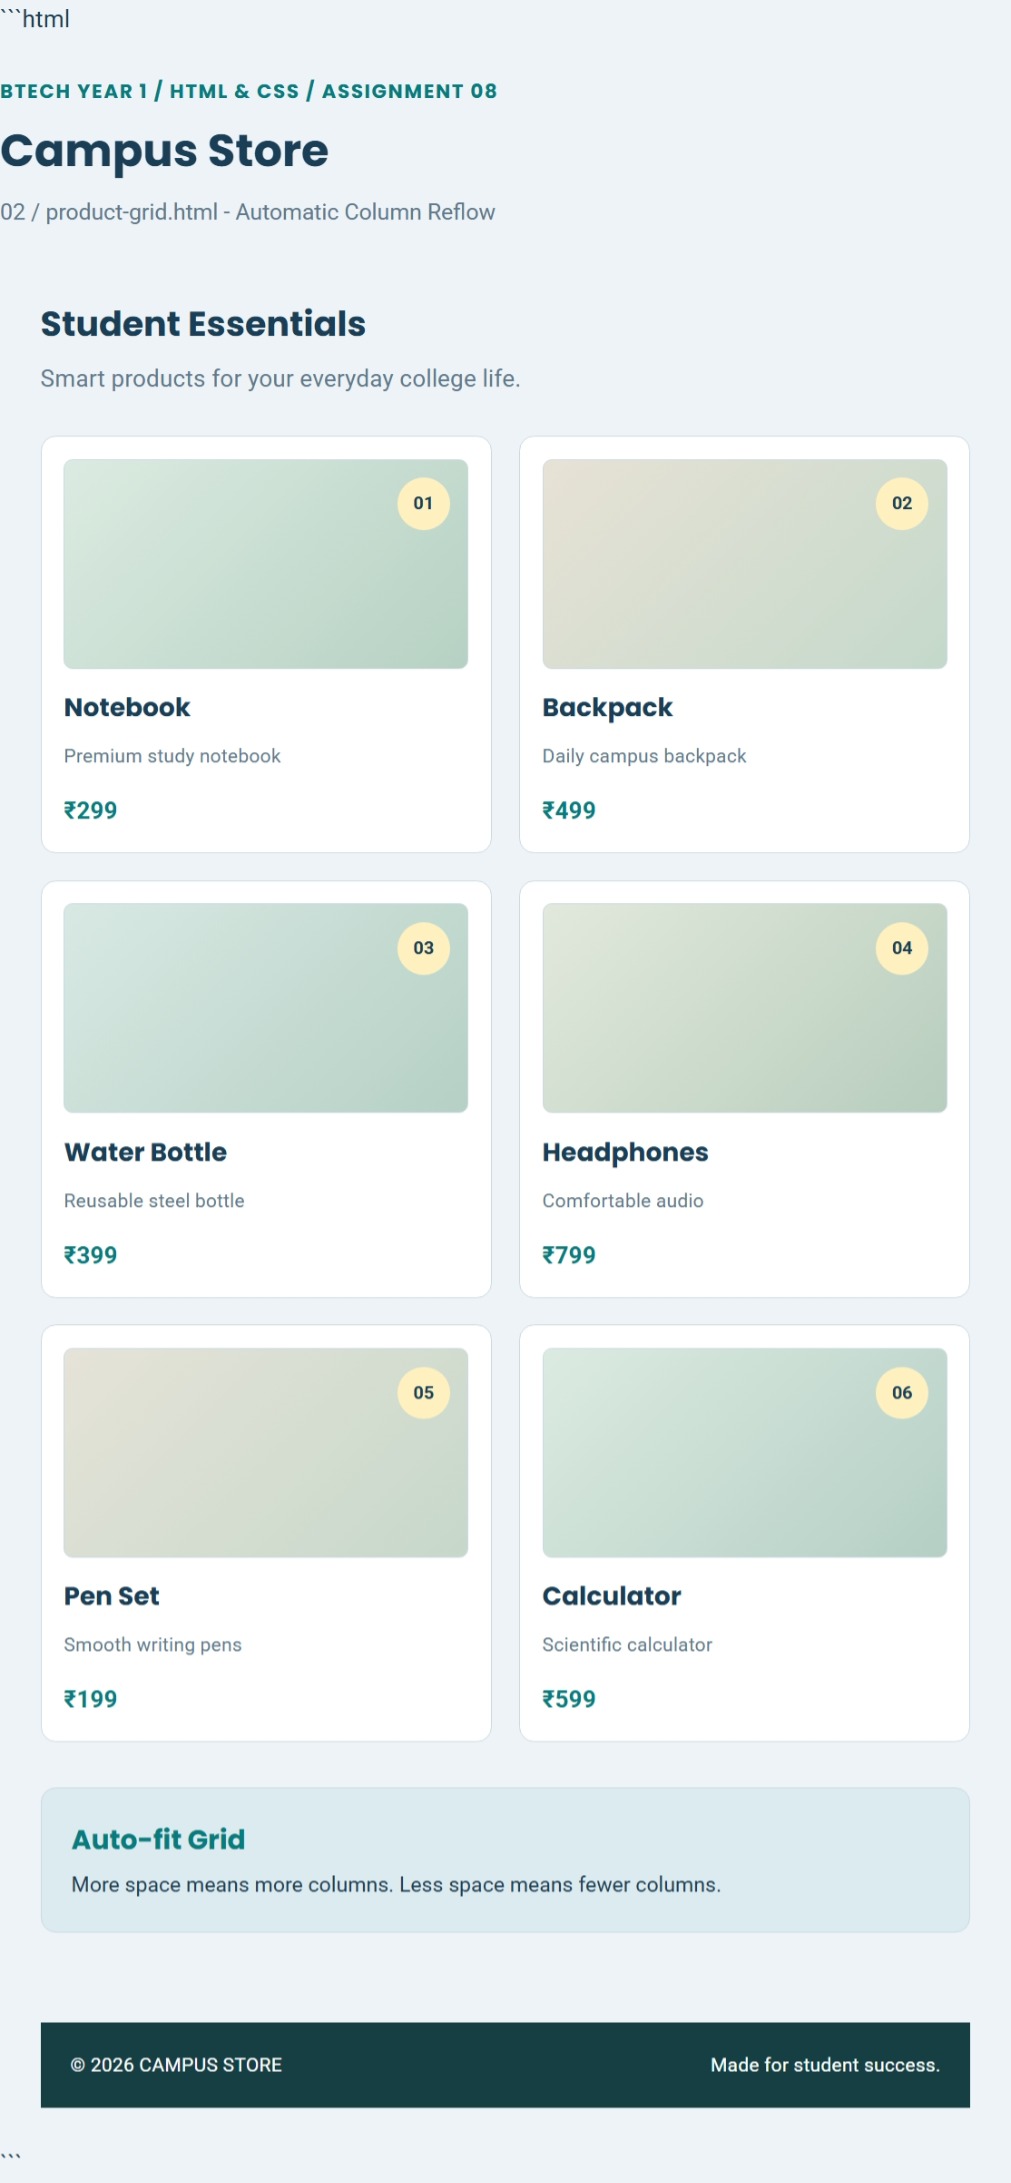 ```html
BTECH YEAR 1 / HTML & CSS / ASSIGNMENT 08
Campus Store
02 / product-grid.html - Automatic Column Reflow
Student Essentials
Smart products for your everyday college life.
01
Notebook
Premium study notebook
₹299
02
Backpack
Daily campus backpack
₹499
03
Water Bottle
Reusable steel bottle
₹399
04
Headphones
Comfortable audio
₹799
05
Pen Set
Smooth writing pens
₹199
06
Calculator
Scientific calculator
₹599
Auto-fit Grid
More space means more columns. Less space means fewer columns.
© 2026 CAMPUS STORE
Made for student success.
```